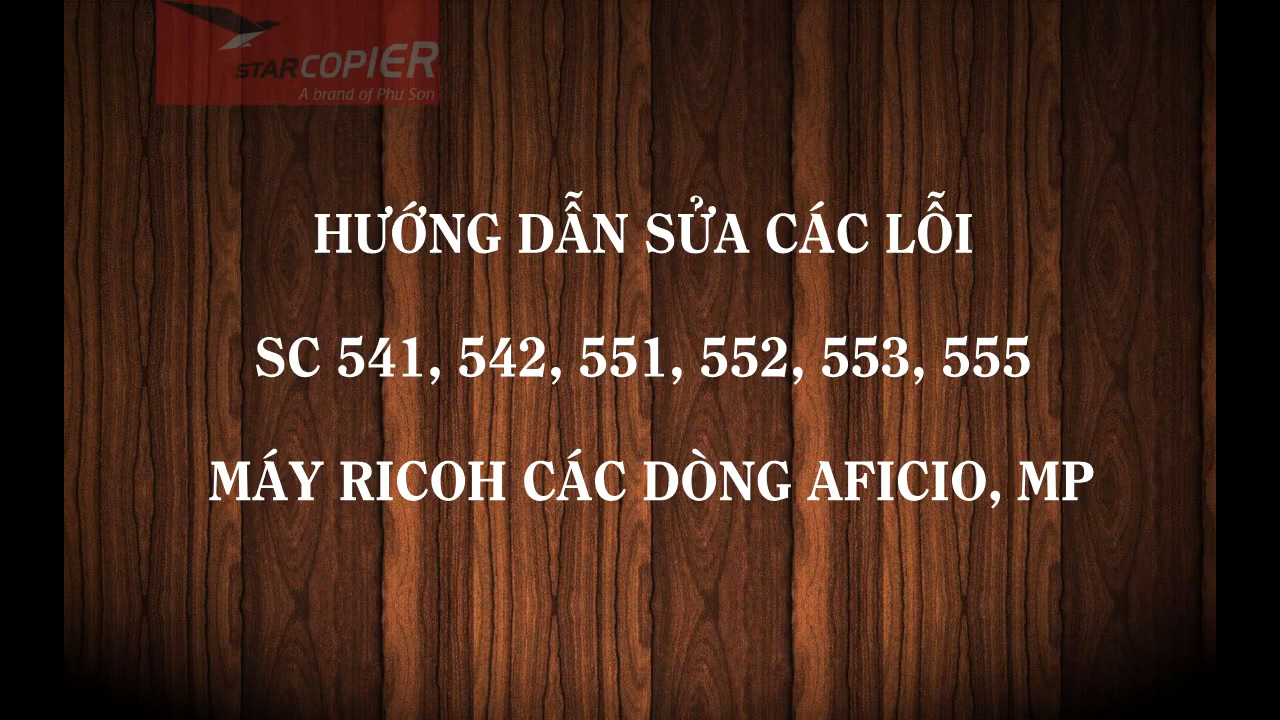 STARCOPIER
A brand of Phu Son
HƯỚNG DẪN SỬA CÁC LỖI
SC 541, 542, 551, 552, 553, 555
MÁY RICOH CÁC DÒNG AFICIO, MP